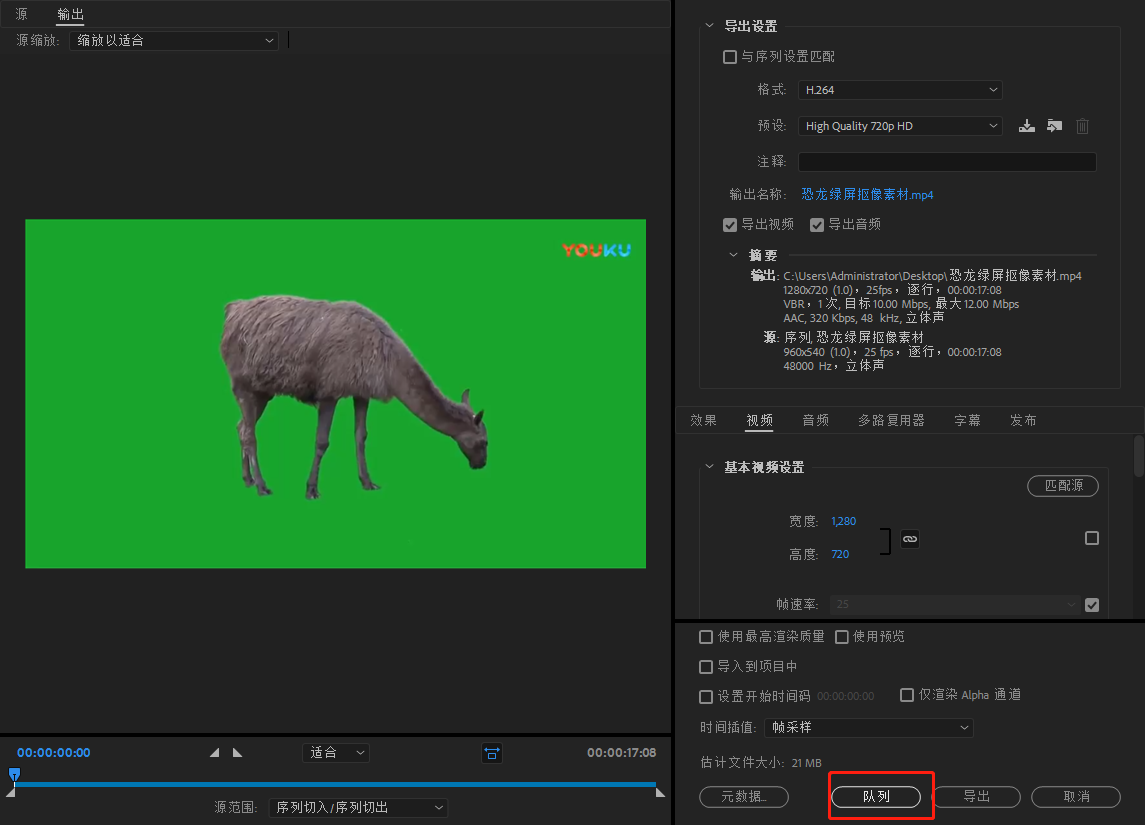 源 输出
源缩放: 缩放以适合
YOUKU
00:00:00:00 适合 00:00:17:08
源范围: 序列切入/序列切出
导出设置
与序列设置匹配
格式: H.264
预设: High Quality 720p HD
注释:
输出名称: 恐龙绿屏抠像素材.mp4
导出视频 导出音频
摘要
输出: C:\Users\Administrator\Desktop\恐龙绿屏抠像素材.mp4
1280x720 (1.0), 25fps, 逐行, 00:00:17:08
VBR, 1 次, 目标10.00 Mbps, 最大12.00 Mbps
AAC, 320 Kbps, 48 kHz, 立体声
源: 序列, 恐龙绿屏抠像素材
960x540 (1.0), 25 fps, 逐行, 00:00:17:08
48000 Hz, 立体声
效果 视频 音频 多路复用器 字幕 发布
基本视频设置
匹配源
宽度: 1,280
高度: 720
帧速率: 25
使用最高渲染质量 使用预览
导入到项目中
设置开始时间码 00:00:00:00 仅渲染 Alpha 通道
时间插值: 帧采样
估计文件大小: 21 MB
元数据... 队列 导出 取消